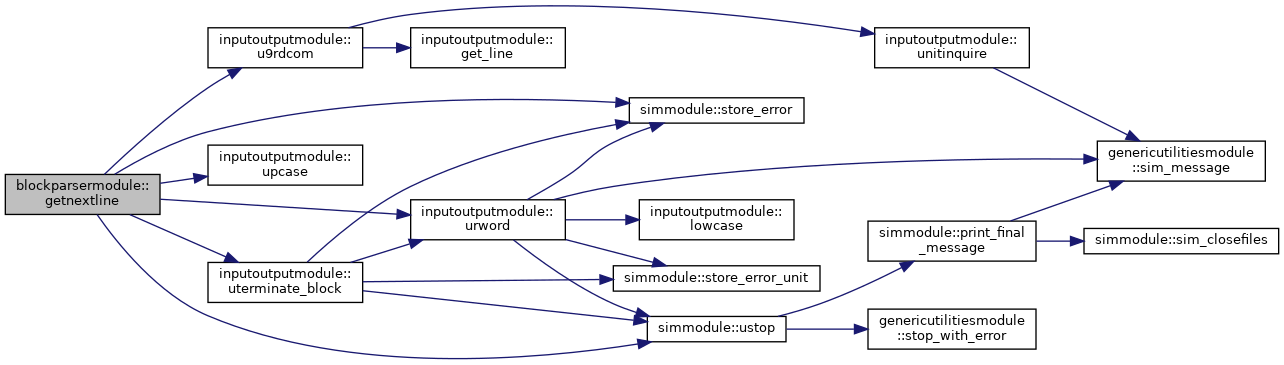 blockparsermodule::
getnextline
inputoutputmodule::
u9rdcom
inputoutputmodule::
get_line
inputoutputmodule::
unitinquire
simmodule::store_error
inputoutputmodule::
upcase
genericutilitiesmodule
::sim_message
inputoutputmodule::
urword
inputoutputmodule::
lowcase
simmodule::print_final
_message
simmodule::sim_closefiles
inputoutputmodule::
uterminate_block
simmodule::store_error_unit
simmodule::ustop
genericutilitiesmodule
::stop_with_error